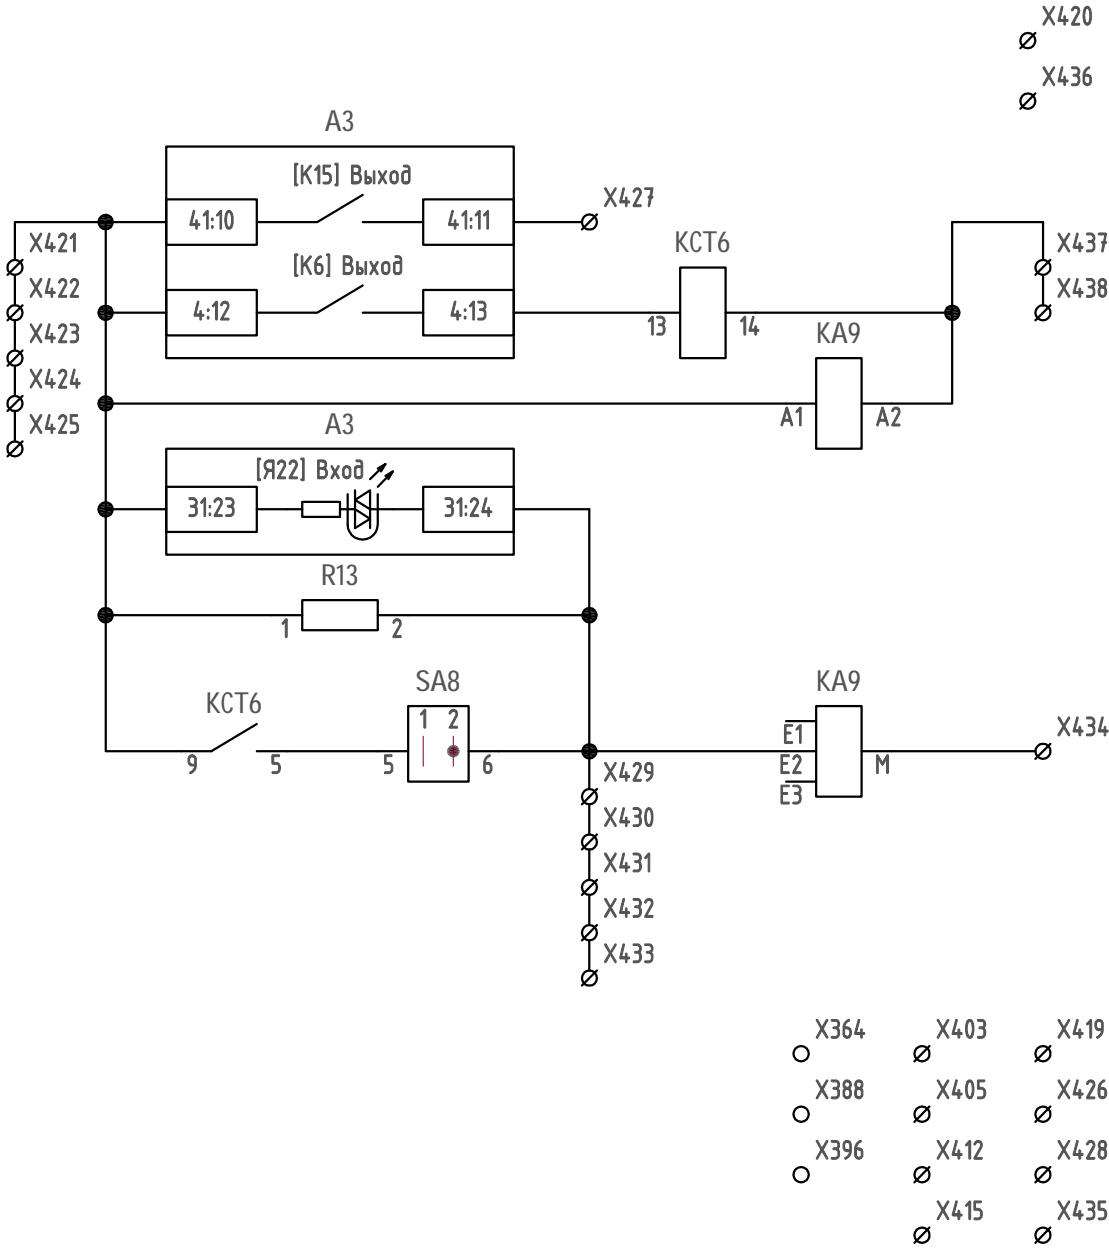 X420
X436
A3
[K15] Выход
41:10
41:11
X427
[K6] Выход
4:12
4:13
KCT6
13
14
X421
X422
X423
X424
X425
X437
X438
KA9
A1
A2
A3
[Я22] Вход
31:23
31:24
R13
1
2
KCT6
9
5
SA8
1 2
5
6
KA9
E1
E2
E3
M
X434
X429
X430
X431
X432
X433
X364
X403
X419
X388
X405
X426
X396
X412
X428
X415
X435